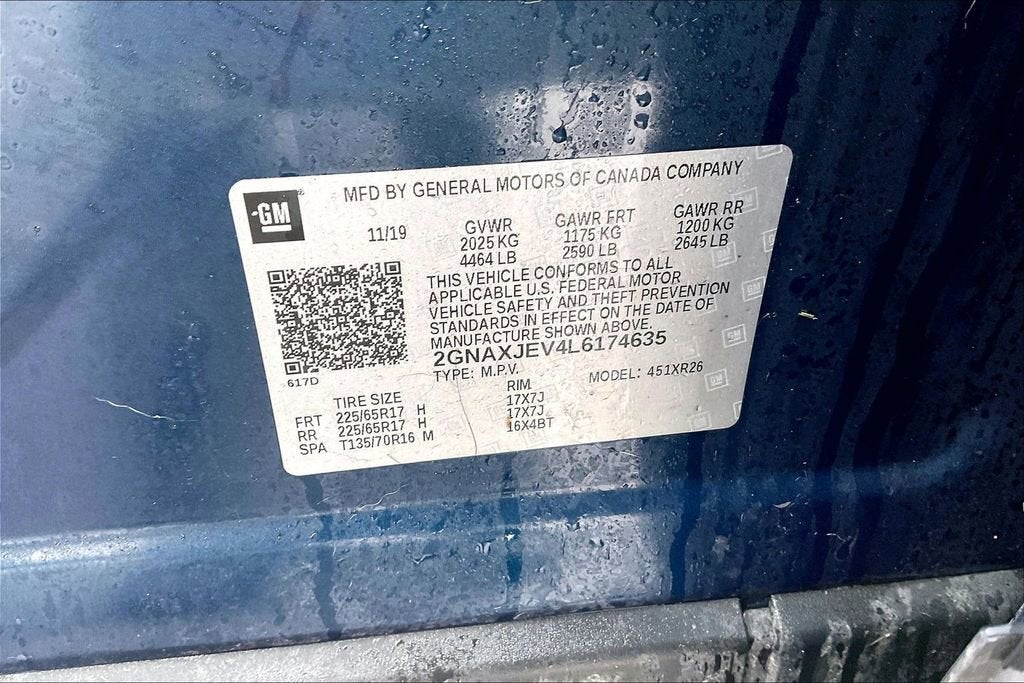 MFD BY GENERAL MOTORS OF CANADA COMPANY
GM
11/19
GVWR
2025 KG
4464 LB
GAWR FRT
1175 KG
2590 LB
GAWR RR
1200 KG
2645 LB
THIS VEHICLE CONFORMS TO ALL
APPLICABLE U.S. FEDERAL MOTOR
VEHICLE SAFETY AND THEFT PREVENTION
STANDARDS IN EFFECT ON THE DATE OF
MANUFACTURE SHOWN ABOVE.
2GNAXJEV4L6174635
TYPE: M.P.V. MODEL: 451XR26
617D
TIRE SIZE RIM
FRT 225/65R17 H 17X7J
RR 225/65R17 H 17X7J
SPA T135/70R16 M 16X4BT